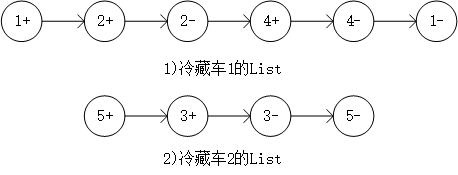 1+ 2+ 2- 4+ 4- 1-
1)冷藏车1的List
5+ 3+ 3- 5-
2)冷藏车2的List